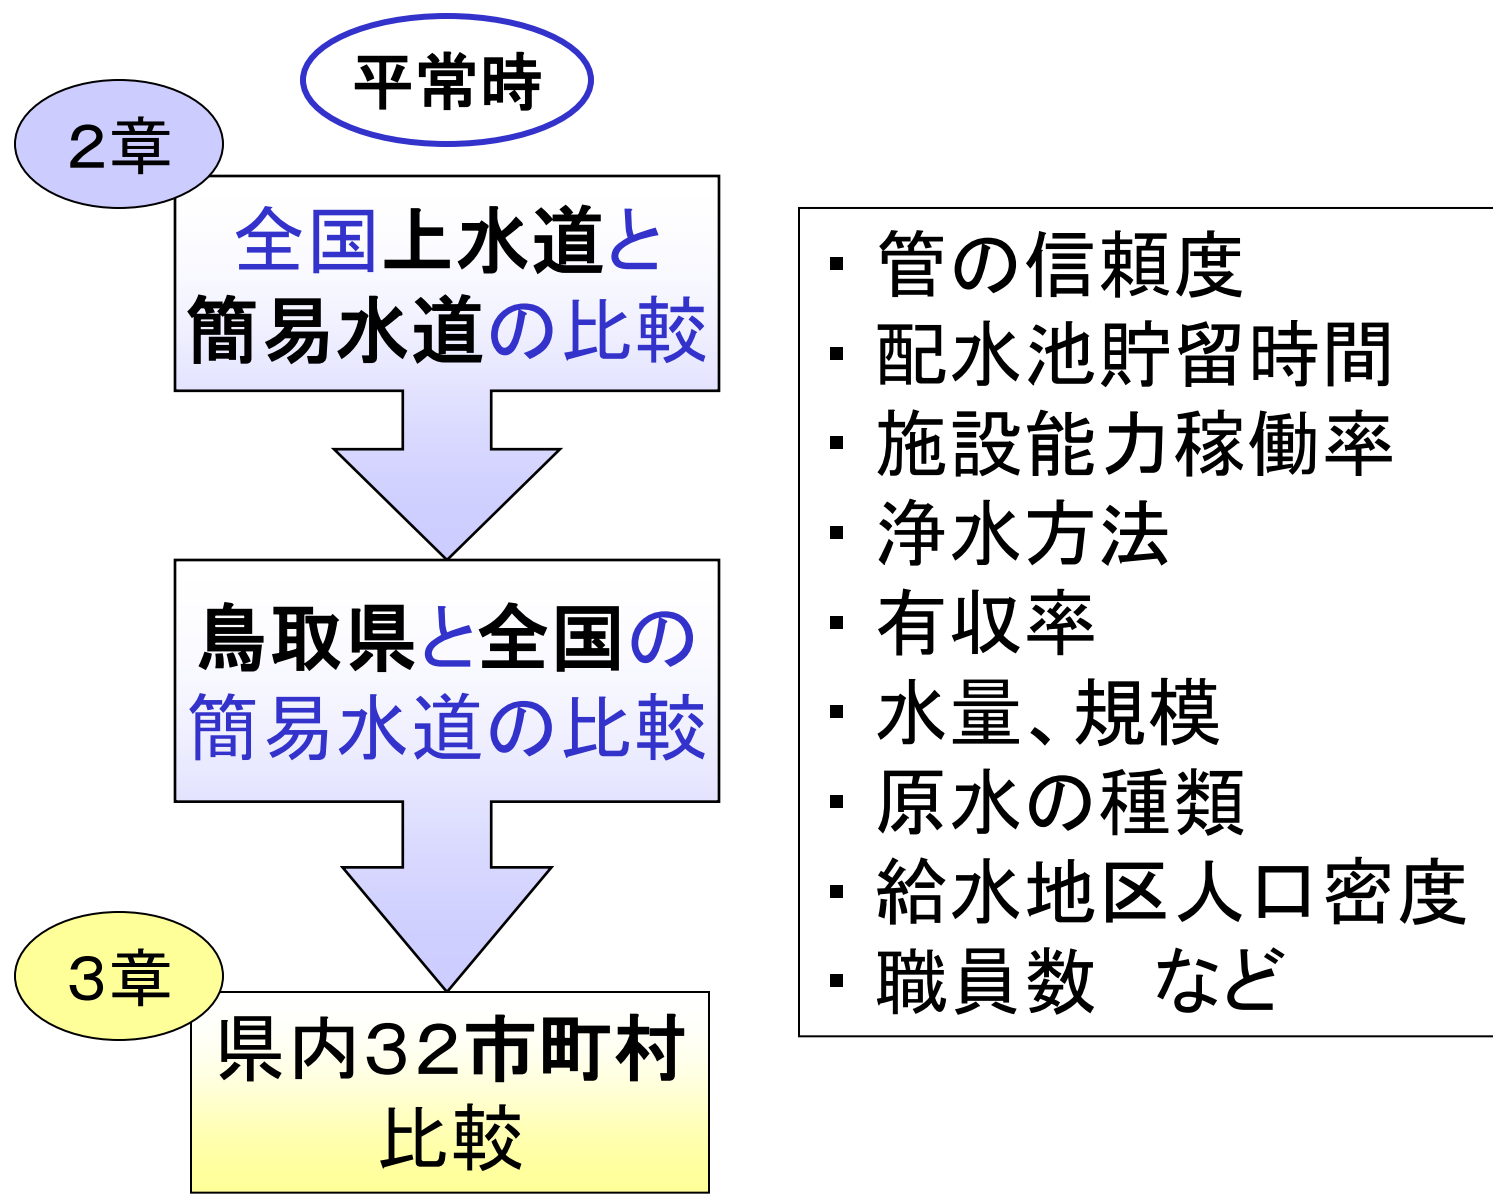 平常時
２章
全国上水道と
簡易水道の比較
鳥取県と全国の
簡易水道の比較
３章
県内３２市町村
比較
▪ 管の信頼度
▪ 配水池貯留時間
▪ 施設能力稼働率
▪ 浄水方法
▪ 有収率
▪ 水量、規模
▪ 原水の種類
▪ 給水地区人口密度
▪ 職員数　など